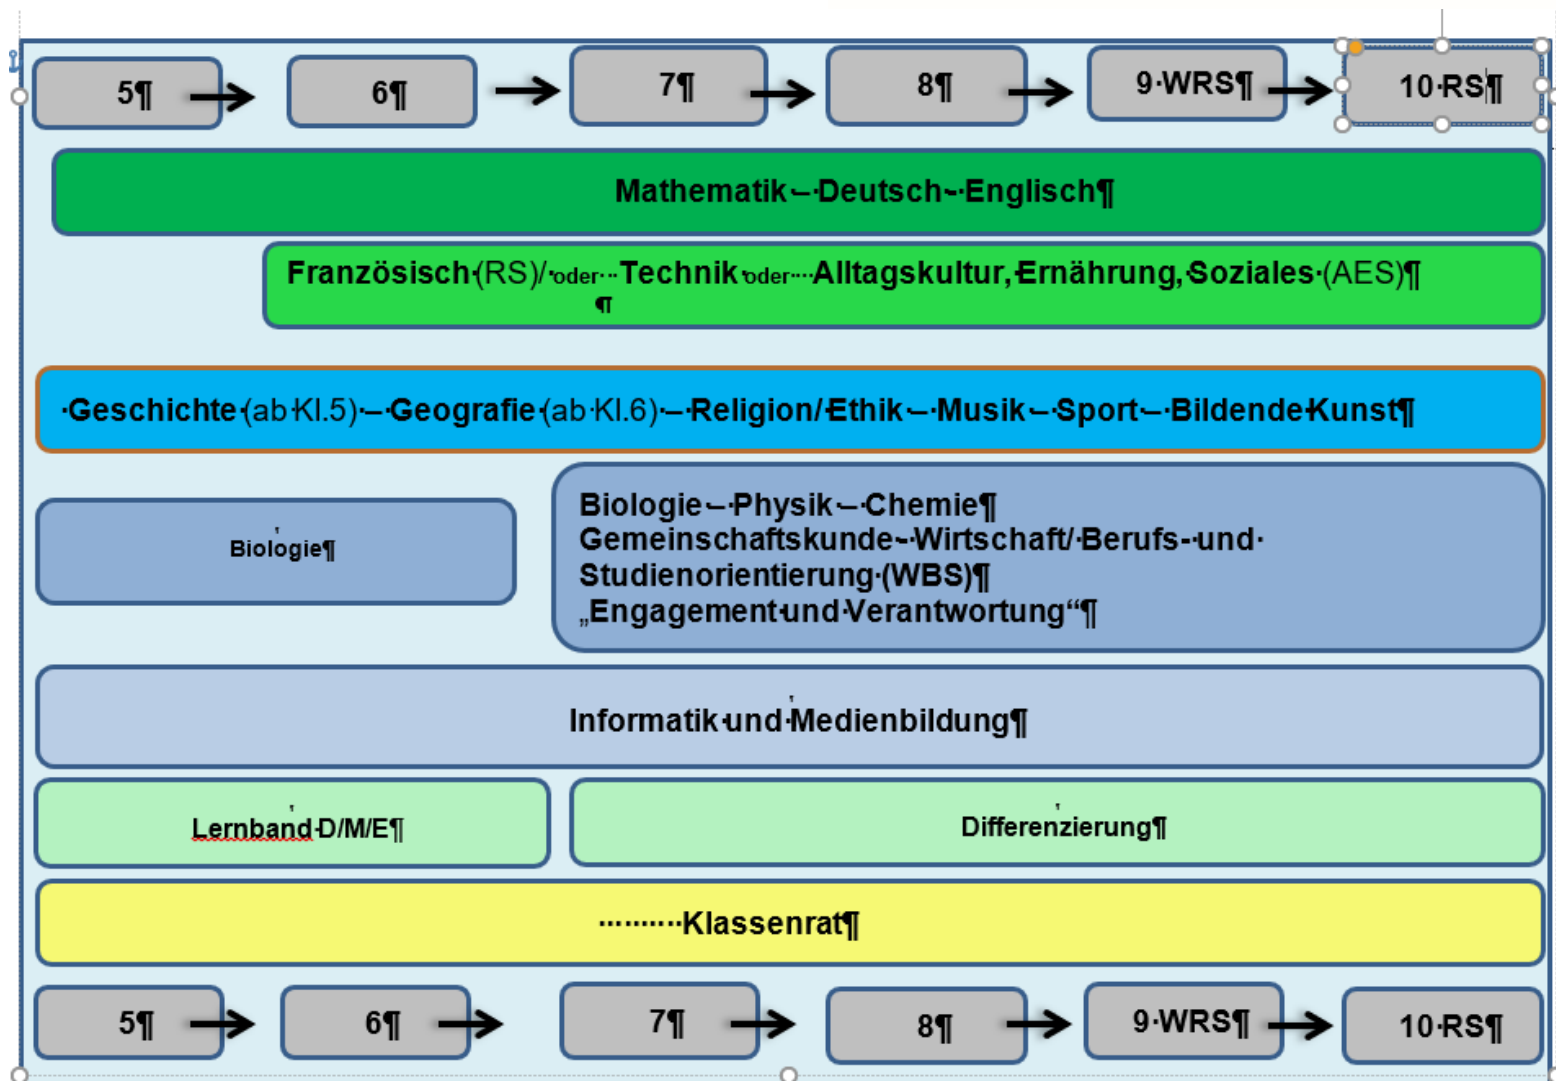 5¶
6¶
7¶
8¶
9·WRS¶
10·RS¶
Mathematik·–·Deutsch·-·Englisch¶
Französisch·(RS)/·oder···Technik·oder····Alltagskultur,·Ernährung,·Soziales·(AES)¶
¶
·Geschichte·(ab·Kl.5)·–·Geografie·(ab·Kl.6)·–·Religion/·Ethik·–·Musik·–·Sport·–·Bildende·Kunst¶
Biologie¶
Biologie·–·Physik·–·Chemie¶
Gemeinschaftskunde·-·Wirtschaft/·Berufs-·und·
Studienorientierung·(WBS)¶
„Engagement·und·Verantwortung“¶
Informatik·und·Medienbildung¶
Lernband·D/M/E¶
Differenzierung¶
··········Klassenrat¶
5¶
6¶
7¶
8¶
9·WRS¶
10·RS¶